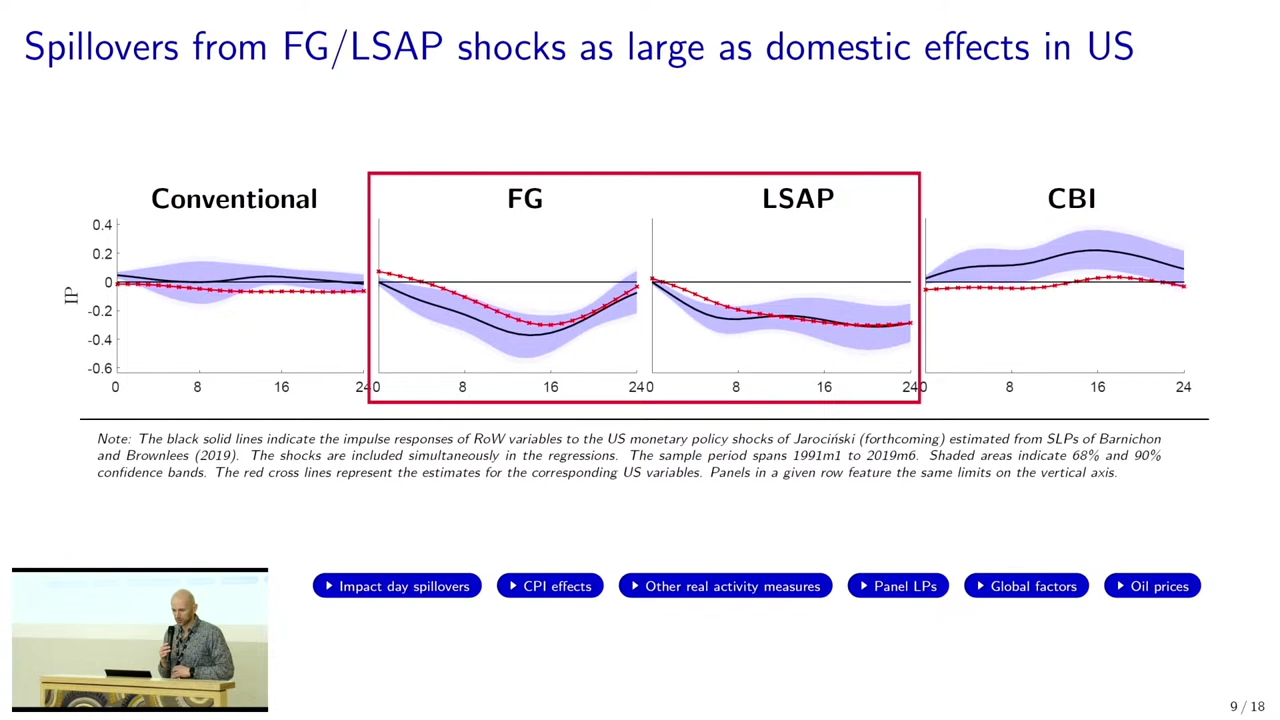 Spillovers from FG/LSAP shocks as large as domestic effects in US
Conventional
FG
LSAP
CBI
IP
0.4
0.2
0
-0.2
-0.4
-0.6
0 8 16 24
0 8 16 24
0 8 16 24
0 8 16 24
Note: The black solid lines indicate the impulse responses of RoW variables to the US monetary policy shocks of Jarociński (forthcoming) estimated from SLPs of Barnichon
and Brownlees (2019). The shocks are included simultaneously in the regressions. The sample period spans 1991m1 to 2019m6. Shaded areas indicate 68% and 90%
confidence bands. The red cross lines represent the estimates for the corresponding US variables. Panels in a given row feature the same limits on the vertical axis.
Impact day spillovers
CPI effects
Other real activity measures
Panel LPs
Global factors
Oil prices
9 / 18